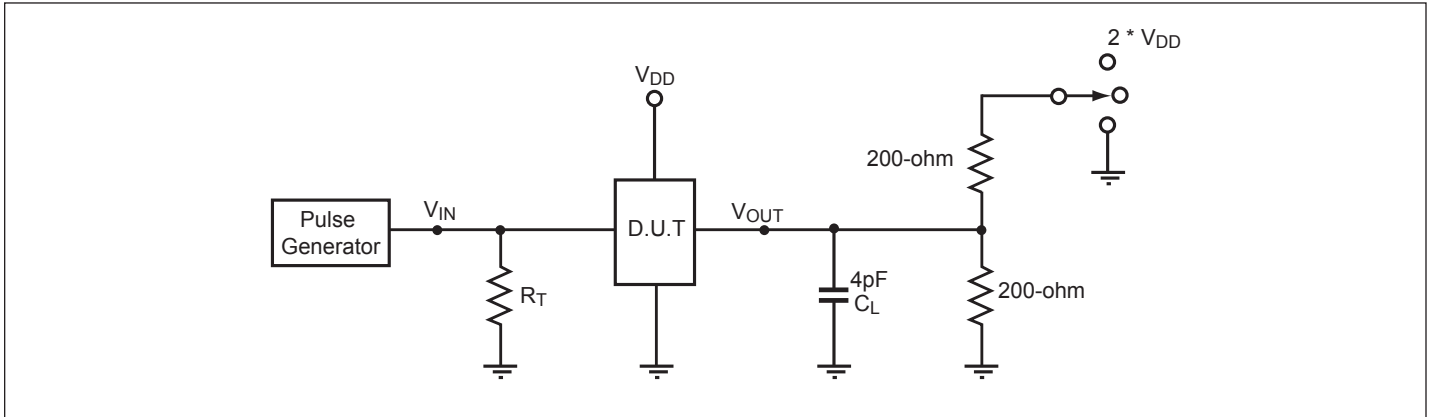 2 * VDD
VDD
200-ohm
Pulse
Generator
VIN
D.U.T
VOUT
RT
4pF
CL
200-ohm